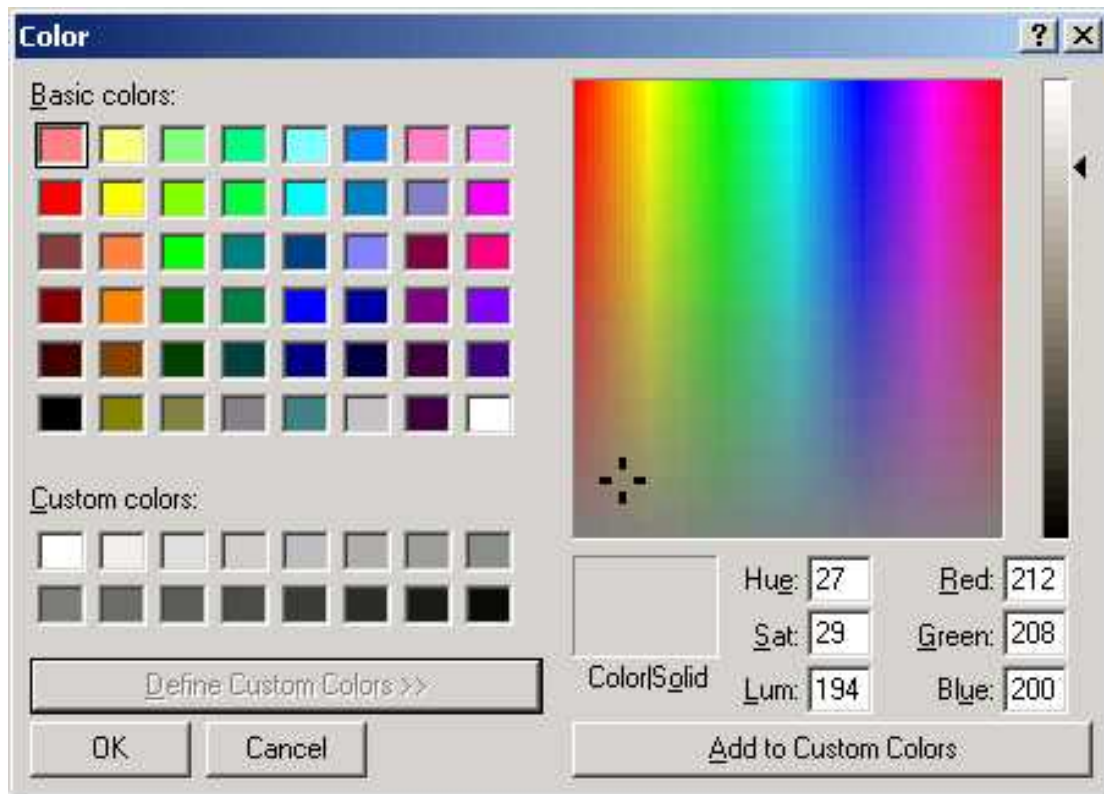 Color
Basic colors:
Custom colors:
Define Custom Colors >>
OK Cancel
Hue: 27 Red: 212
Sat: 29 Green: 208
Color|Solid
Lum: 194 Blue: 200
Add to Custom Colors